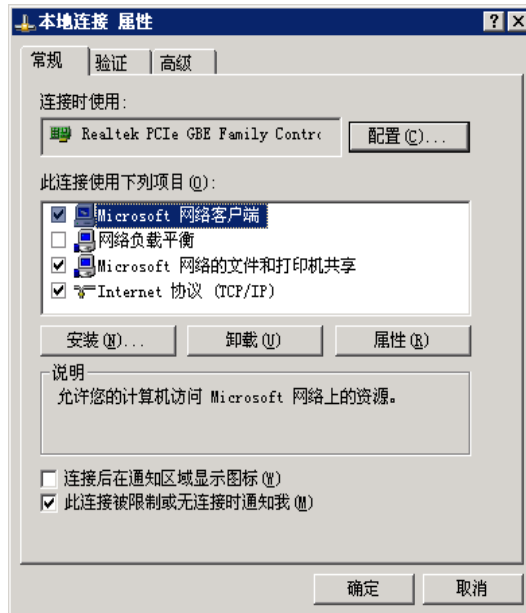 本地连接 属性
常规
验证
高级
连接时使用:
Realtek PCIe GBE Family Contro
配置(C)...
此连接使用下列项目(O):
Microsoft 网络客户端
网络负载平衡
Microsoft 网络的文件和打印机共享
Internet 协议 (TCP/IP)
安装(N)...
卸载(U)
属性(R)
说明
允许您的计算机访问 Microsoft 网络上的资源。
连接后在通知区域显示图标(W)
此连接被限制或无连接时通知我(M)
确定
取消